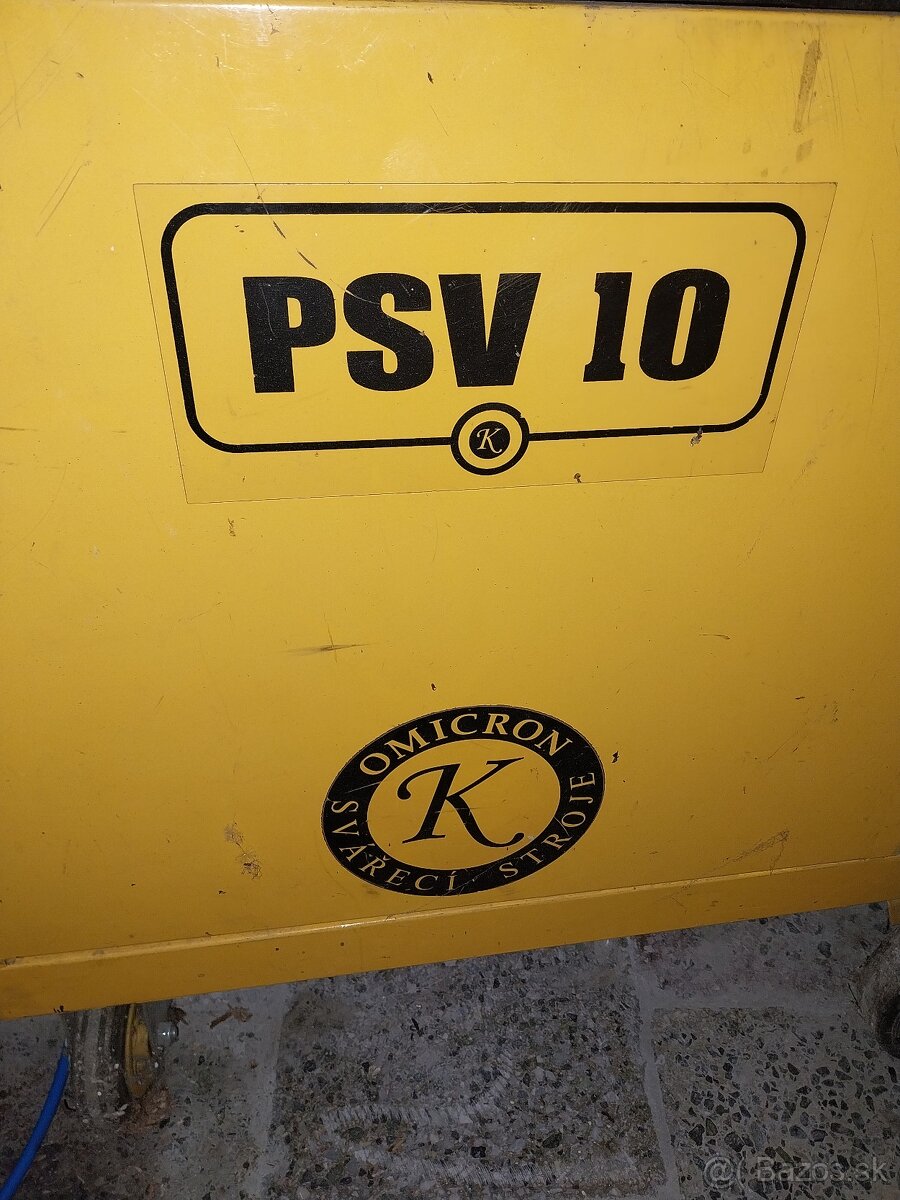 PSV 10
K
OMICRON
K
SVÁŘECÍ STROJE
@( Bazos.sk